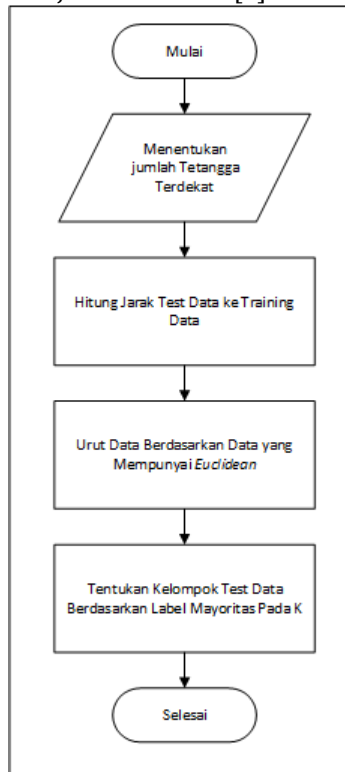 Mulai
Menentukan
jumlah Tetangga
Terdekat
Hitung Jarak Test Data ke Training
Data
Urut Data Berdasarkan Data yang
Mempunyai Euclidean
Tentukan Kelompok Test Data
Berdasarkan Label Mayoritas Pada K
Selesai